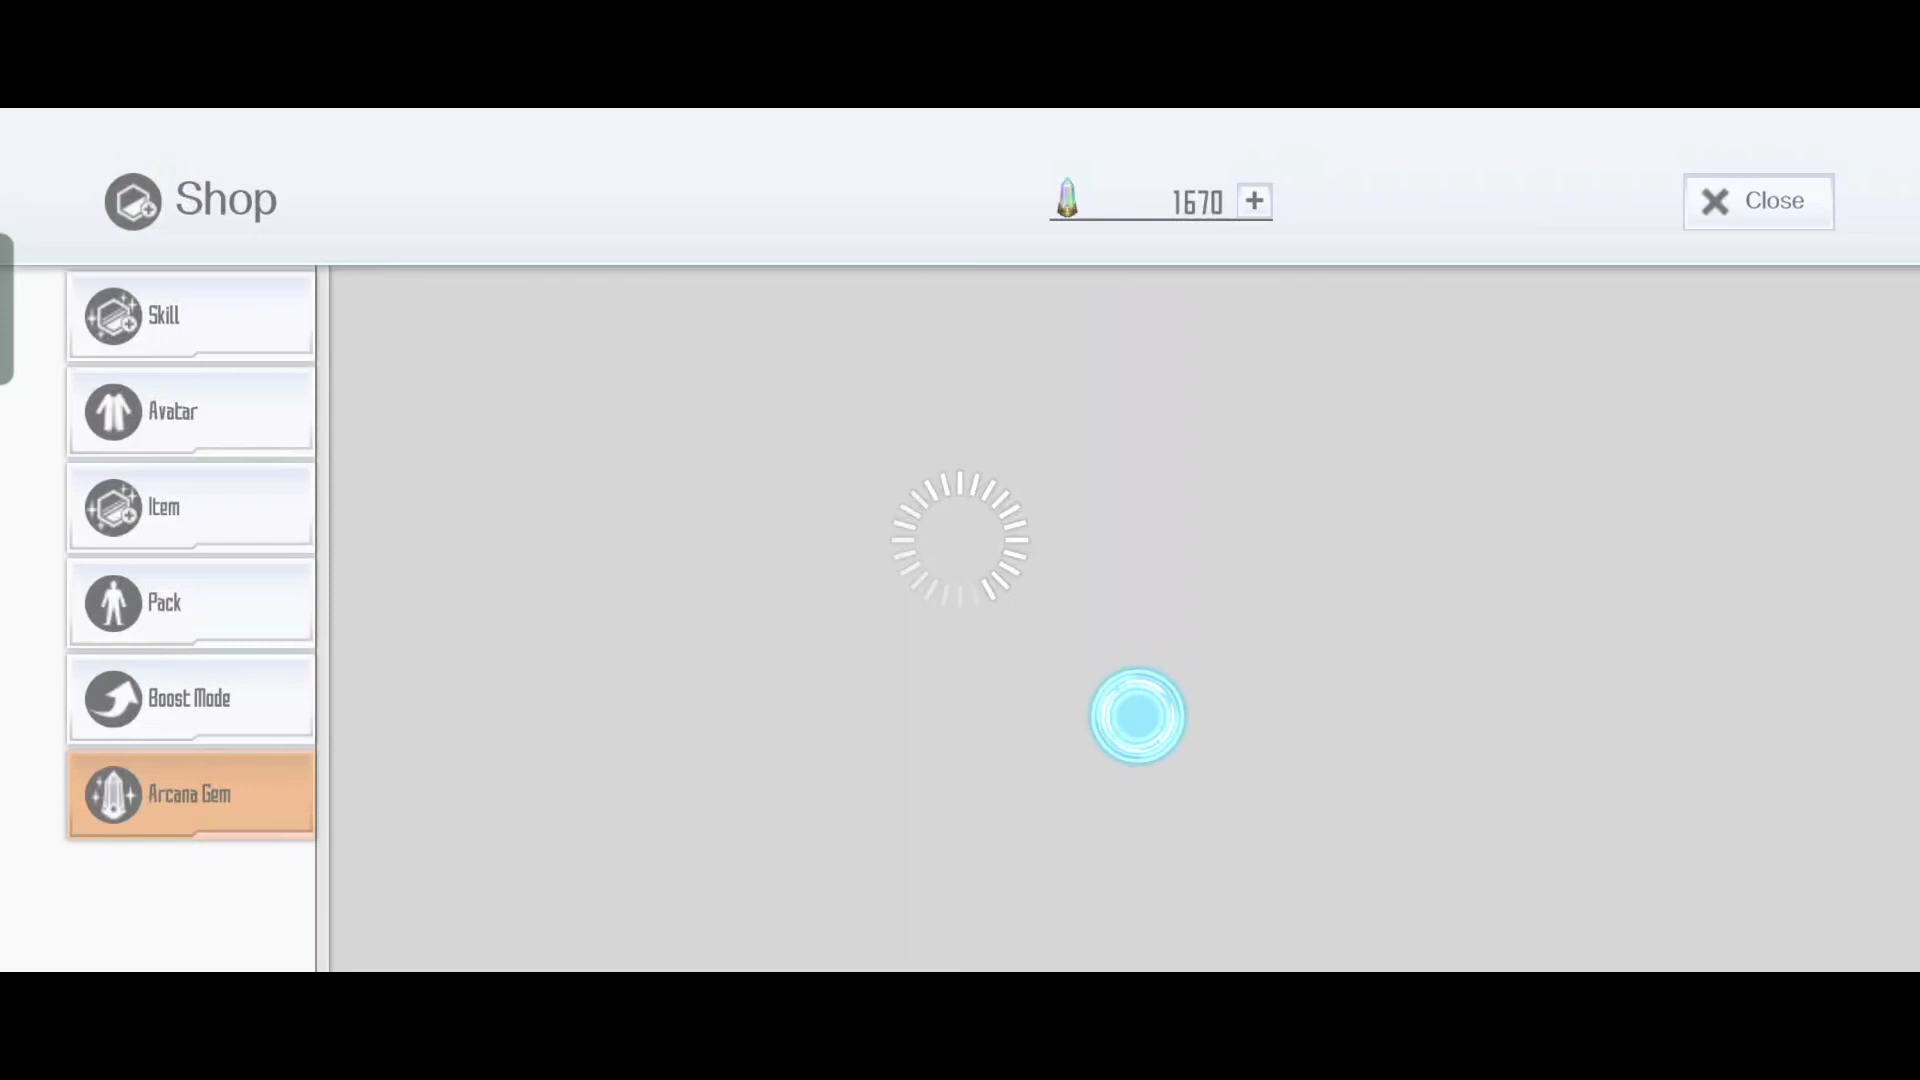 Shop
1670
Close
Skill
Avatar
Item
Pack
Boost Mode
Arcana Gem